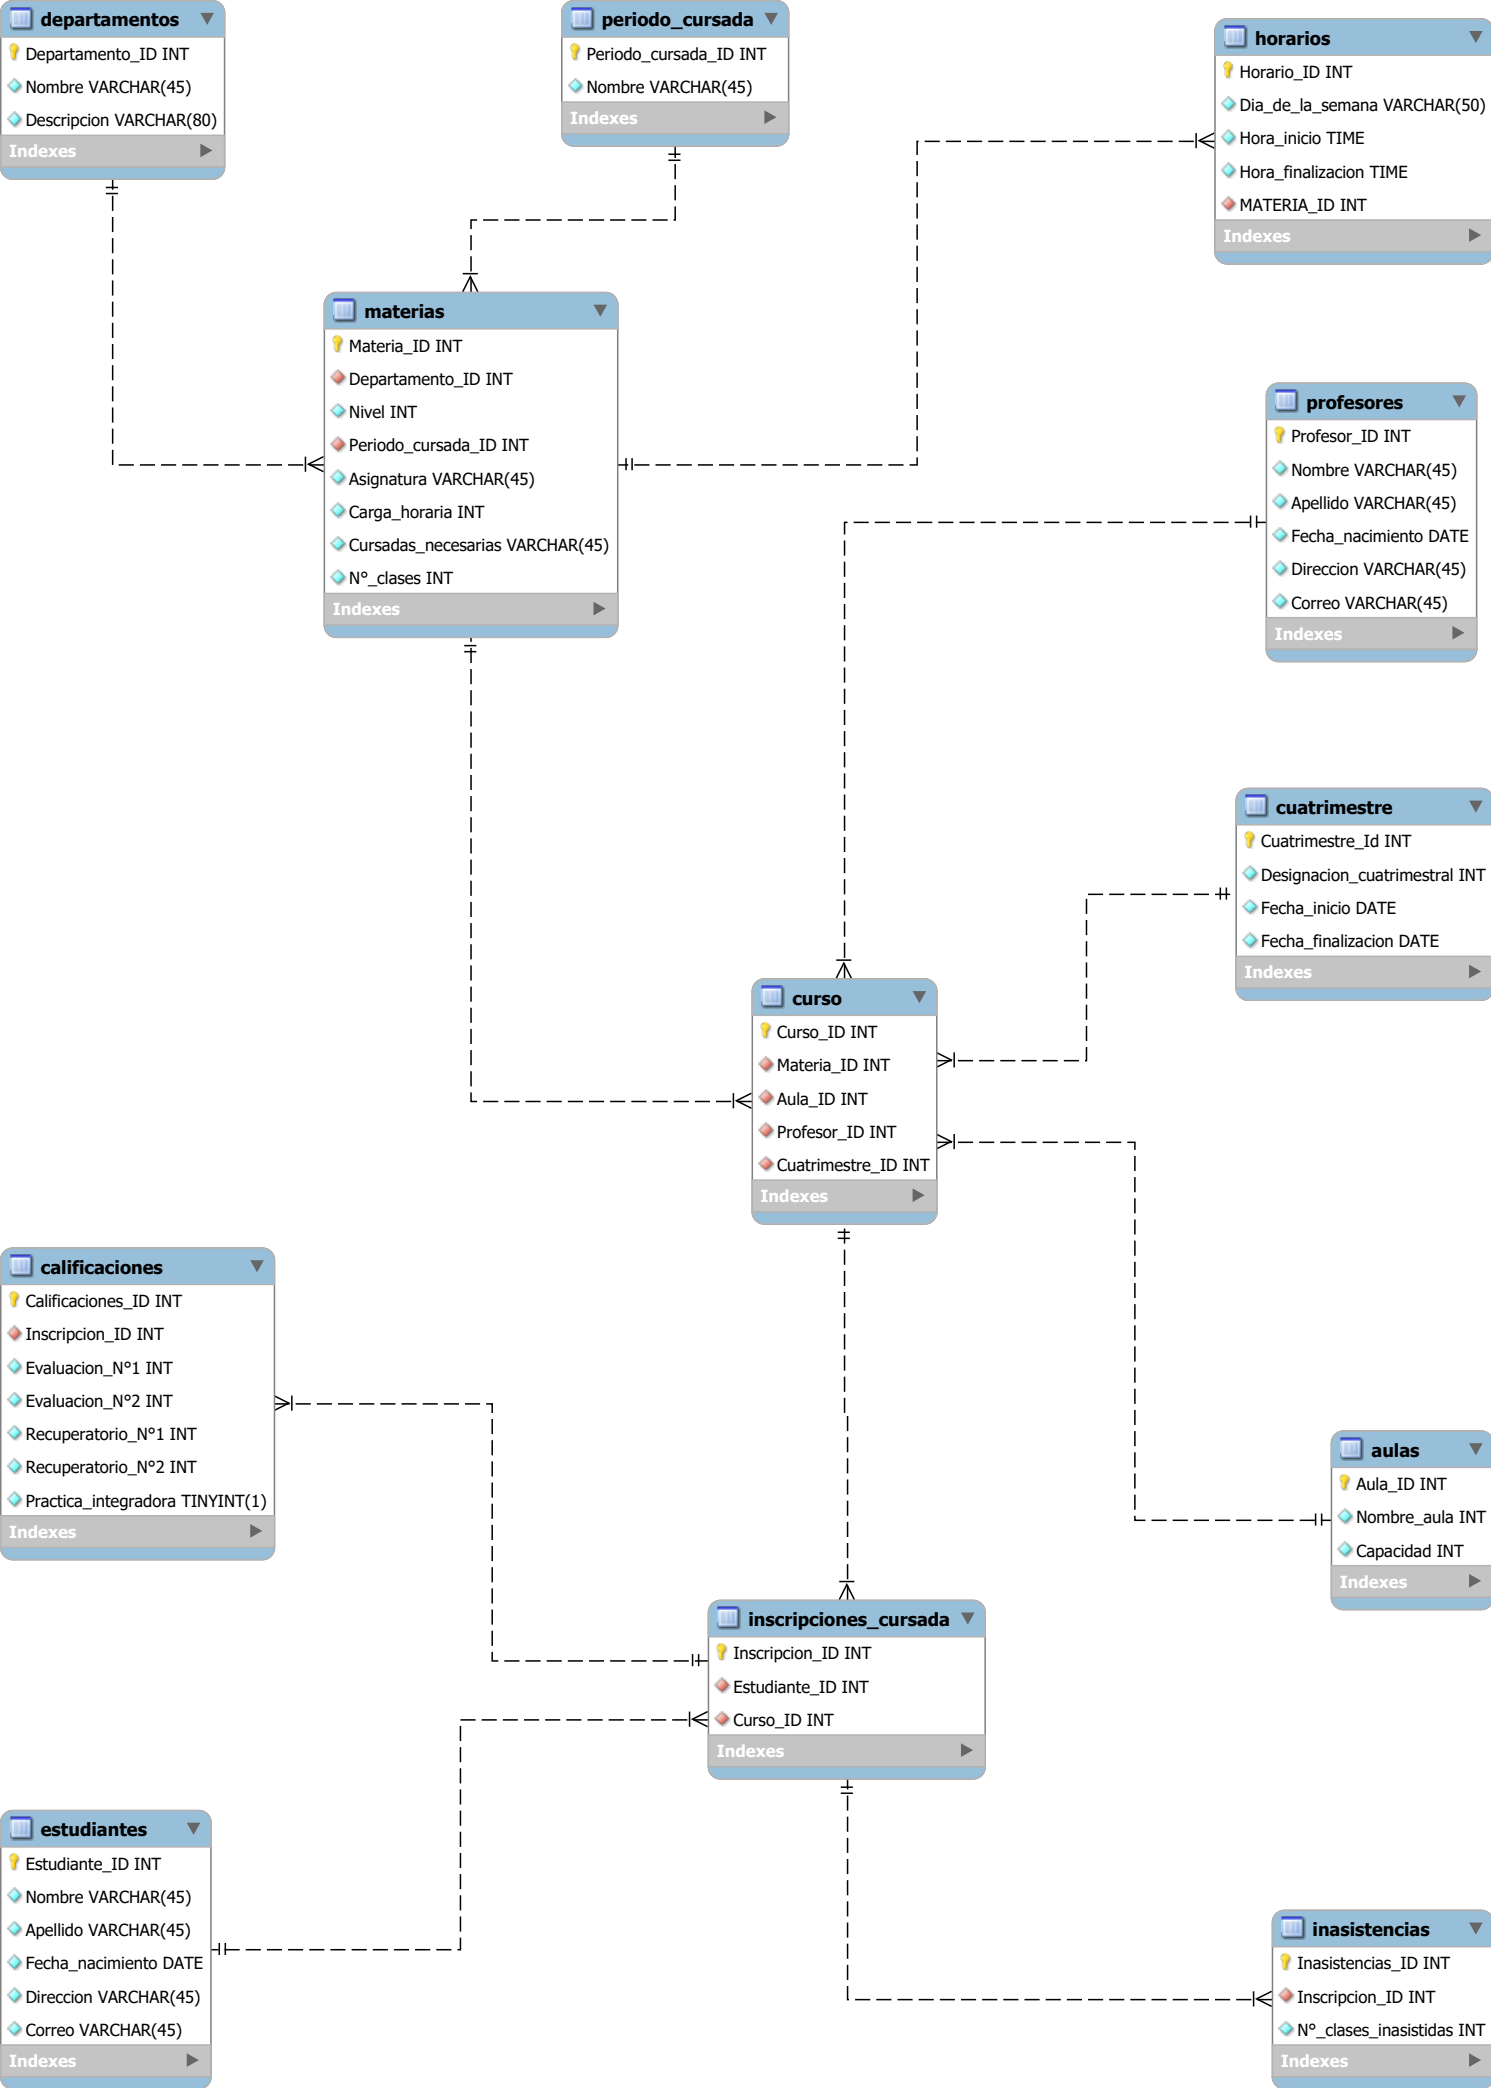 departamentos
Departamento_ID INT
Nombre VARCHAR(45)
Descripcion VARCHAR(80)
Indexes
periodo_cursada
Periodo_cursada_ID INT
Nombre VARCHAR(45)
Indexes
horarios
Horario_ID INT
Dia_de_la_semana VARCHAR(50)
Hora_inicio TIME
Hora_finalizacion TIME
MATERIA_ID INT
Indexes
materias
Materia_ID INT
Departamento_ID INT
Nivel INT
Periodo_cursada_ID INT
Asignatura VARCHAR(45)
Carga_horaria INT
Cursadas_necesarias VARCHAR(45)
N°_clases INT
Indexes
profesores
Profesor_ID INT
Nombre VARCHAR(45)
Apellido VARCHAR(45)
Fecha_nacimiento DATE
Direccion VARCHAR(45)
Correo VARCHAR(45)
Indexes
cuatrimestre
Cuatrimestre_Id INT
Designacion_cuatrimestral INT
Fecha_inicio DATE
Fecha_finalizacion DATE
Indexes
curso
Curso_ID INT
Materia_ID INT
Aula_ID INT
Profesor_ID INT
Cuatrimestre_ID INT
Indexes
calificaciones
Calificaciones_ID INT
Inscripcion_ID INT
Evaluacion_N°1 INT
Evaluacion_N°2 INT
Recuperatorio_N°1 INT
Recuperatorio_N°2 INT
Practica_integradora TINYINT(1)
Indexes
aulas
Aula_ID INT
Nombre_aula INT
Capacidad INT
Indexes
inscripciones_cursada
Inscripcion_ID INT
Estudiante_ID INT
Curso_ID INT
Indexes
estudiantes
Estudiante_ID INT
Nombre VARCHAR(45)
Apellido VARCHAR(45)
Fecha_nacimiento DATE
Direccion VARCHAR(45)
Correo VARCHAR(45)
Indexes
inasistencias
Inasistencias_ID INT
Inscripcion_ID INT
N°_clases_inasistidas INT
Indexes